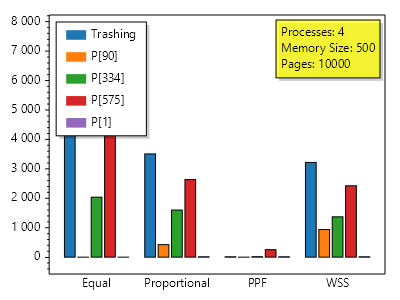 8 000
7 000
6 000
5 000
4 000
3 000
2 000
1 000
0
Trashing
P[90]
P[334]
P[575]
P[1]
Processes: 4
Memory Size: 500
Pages: 10000
Equal Proportional PPF WSS